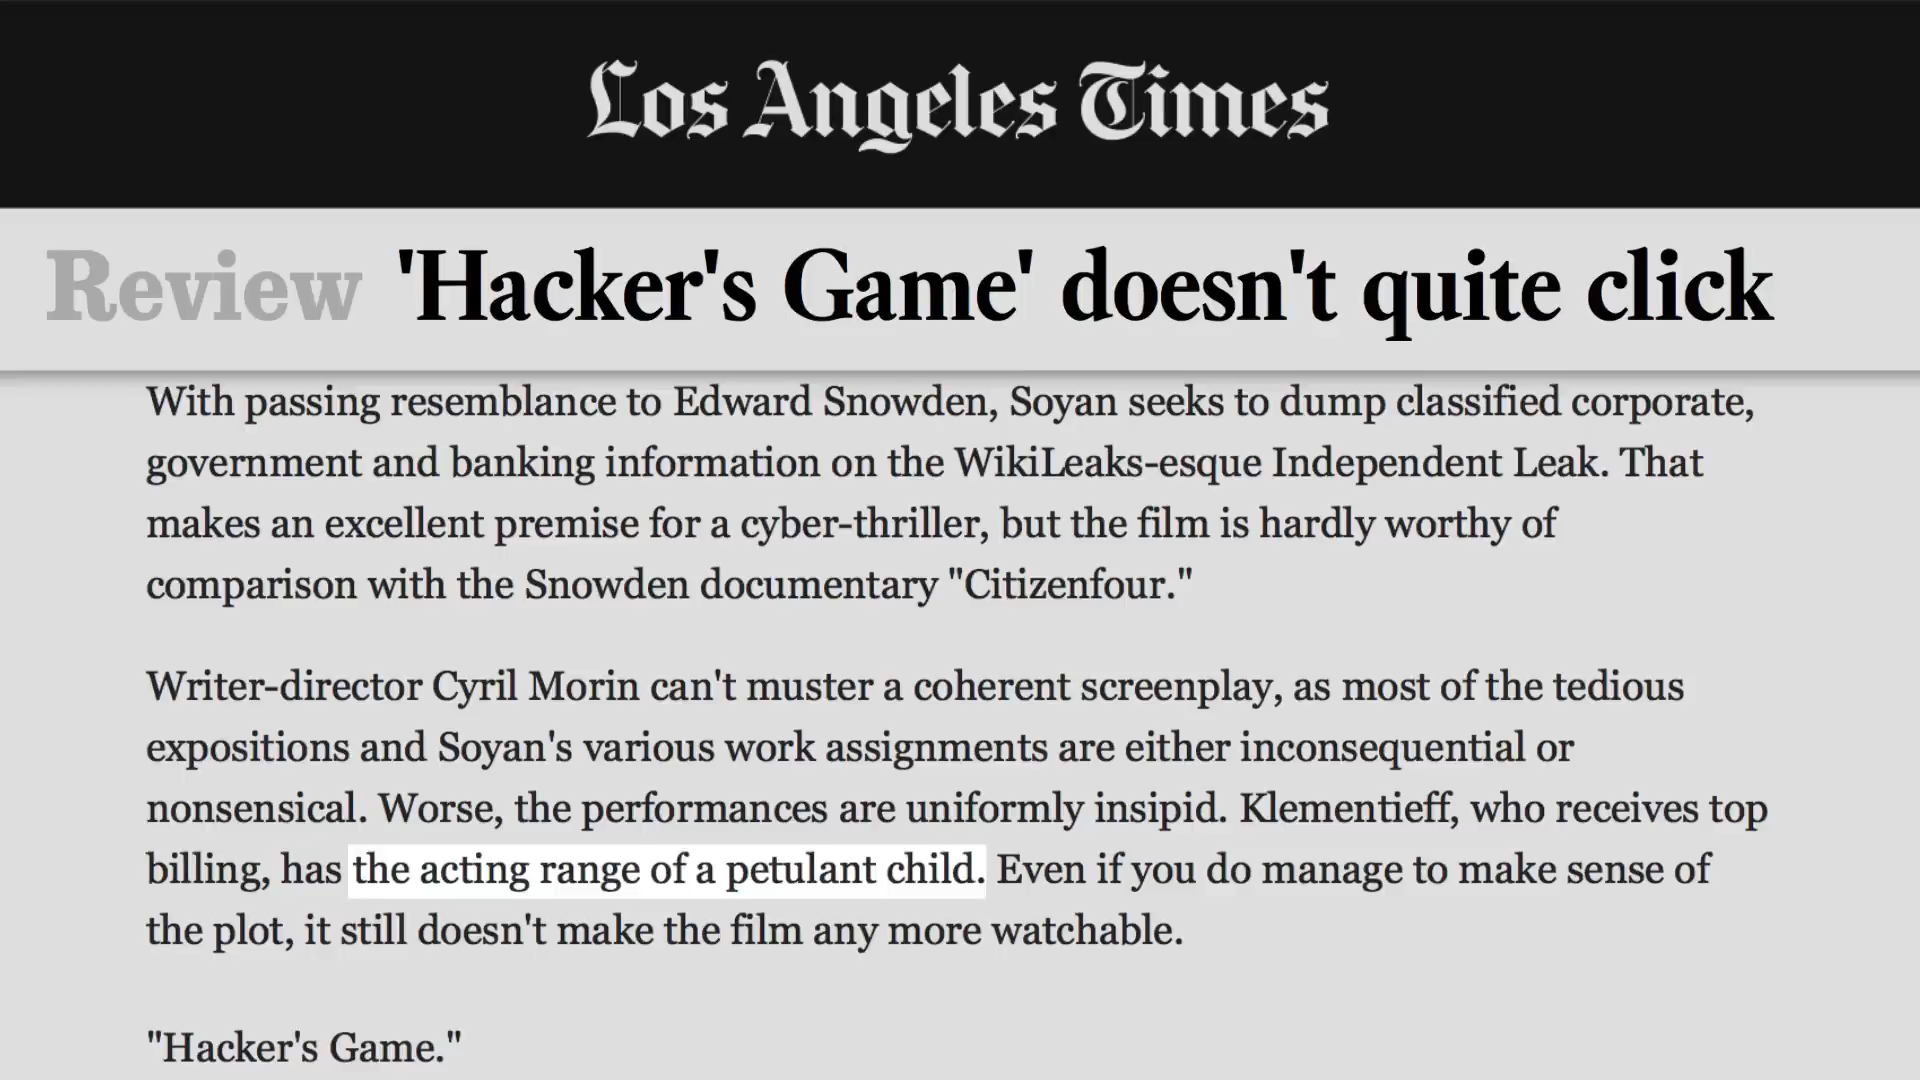 Los Angeles Times
Review 'Hacker's Game' doesn't quite click
With passing resemblance to Edward Snowden, Soyan seeks to dump classified corporate,
government and banking information on the WikiLeaks-esque Independent Leak. That
makes an excellent premise for a cyber-thriller, but the film is hardly worthy of
comparison with the Snowden documentary "Citizenfour."
Writer-director Cyril Morin can't muster a coherent screenplay, as most of the tedious
expositions and Soyan's various work assignments are either inconsequential or
nonsensical. Worse, the performances are uniformly insipid. Klementieff, who receives top
billing, has the acting range of a petulant child. Even if you do manage to make sense of
the plot, it still doesn't make the film any more watchable.
"Hacker's Game."